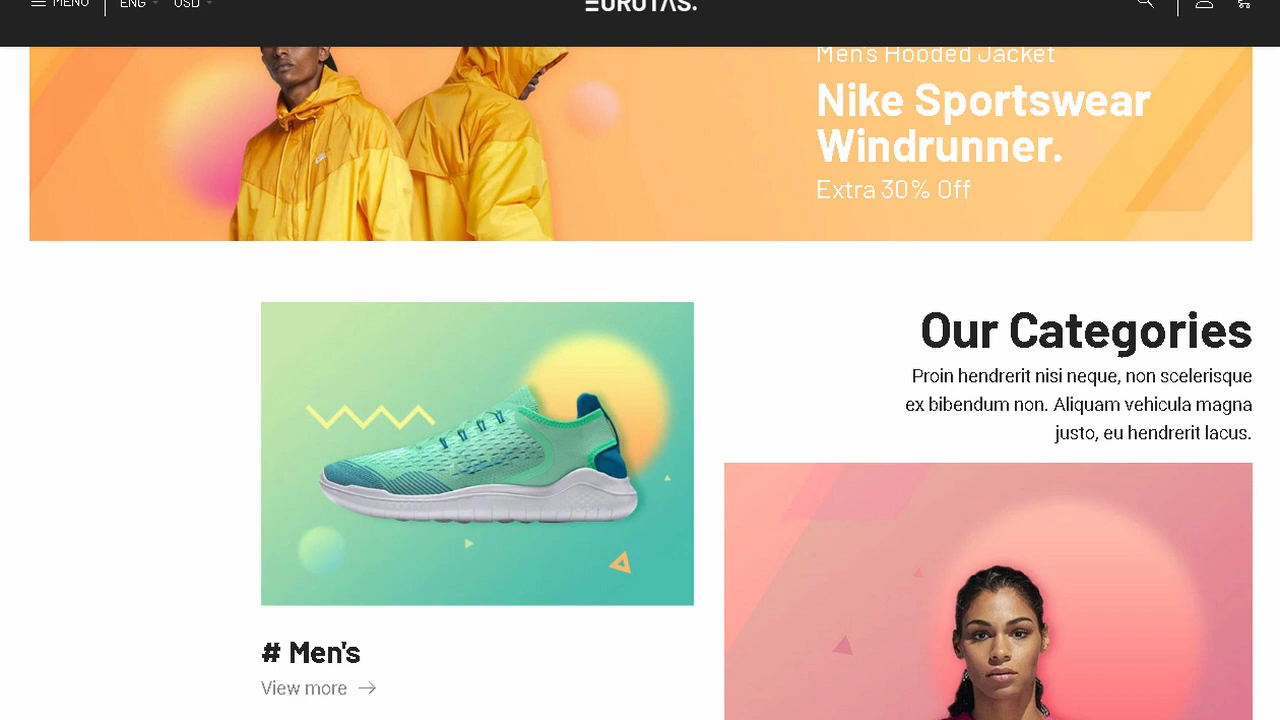 MENU ENG USD EUROTAS.
Men's Hooded Jacket
Nike Sportswear
Windrunner.
Extra 30% Off
Our Categories
Proin hendrerit nisi neque, non scelerisque
ex bibendum non. Aliquam vehicula magna
justo, eu hendrerit lacus.
# Men's
View more